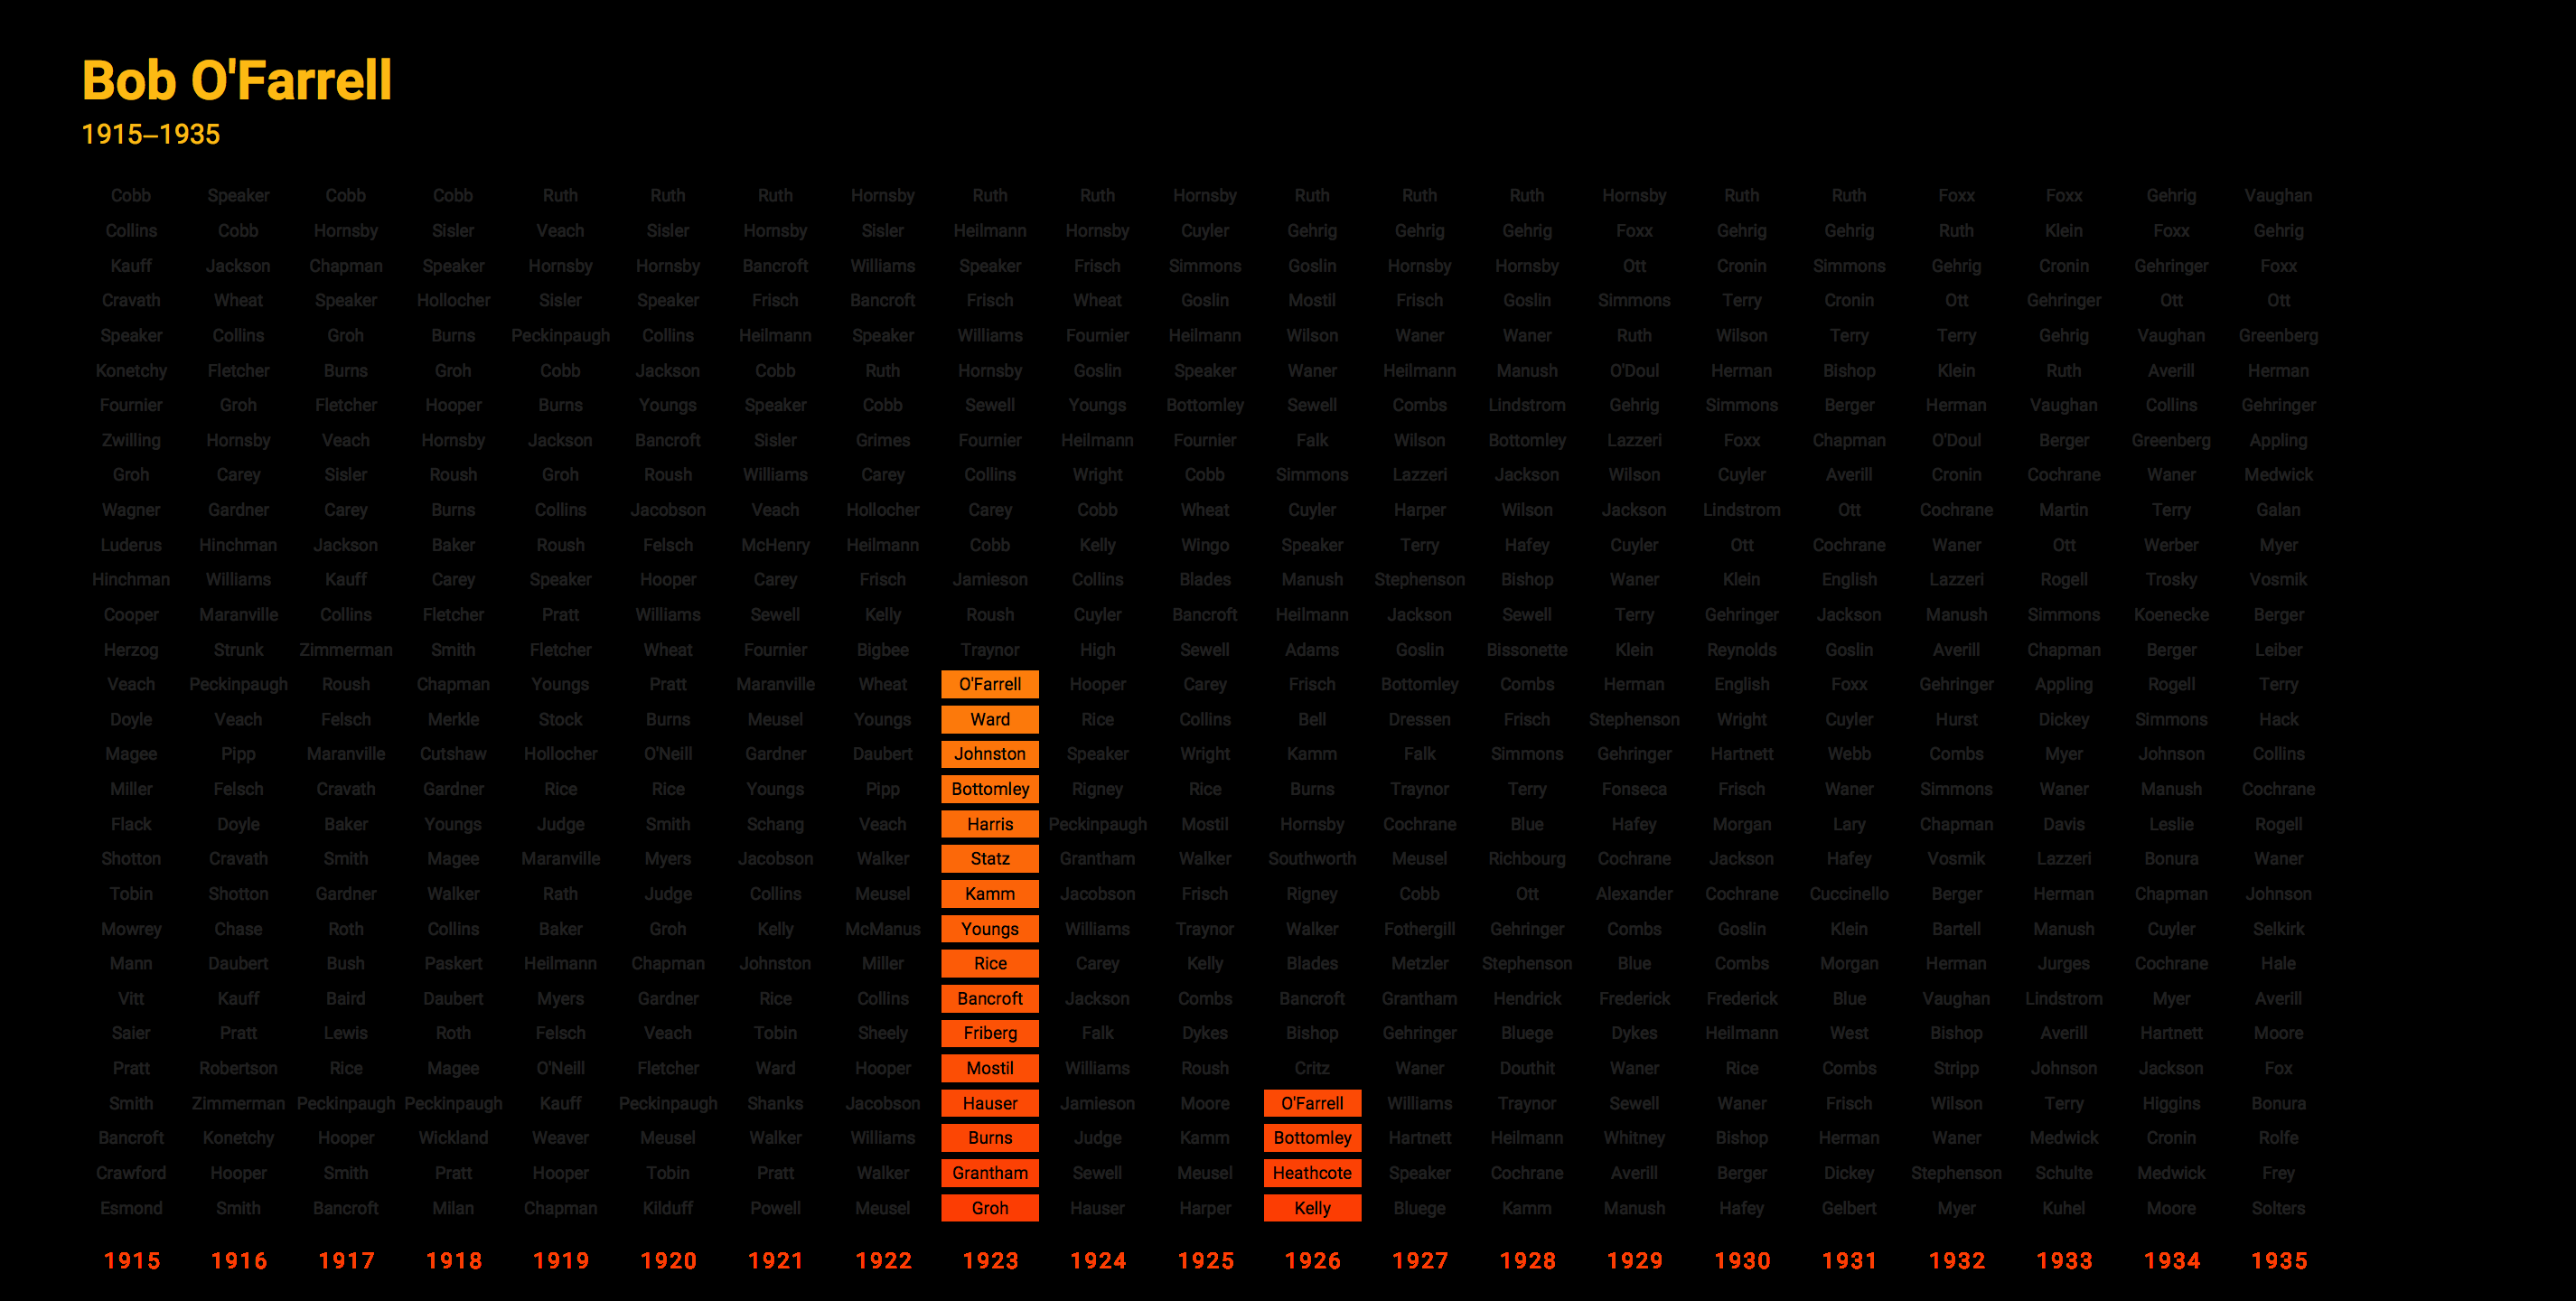 Bob O'Farrell
1915–1935
Cobb Speaker Cobb Cobb Ruth Ruth Ruth Hornsby Ruth Ruth Hornsby Ruth Ruth Ruth Hornsby Ruth Ruth Foxx Foxx Gehrig Vaughan
Collins Cobb Hornsby Sisler Veach Sisler Hornsby Sisler Heilmann Hornsby Cuyler Gehrig Gehrig Gehrig Foxx Gehrig Gehrig Ruth Klein Foxx Gehrig
Kauff Jackson Chapman Speaker Hornsby Hornsby Bancroft Williams Speaker Frisch Simmons Goslin Hornsby Hornsby Ott Cronin Simmons Gehrig Cronin Gehringer Foxx
Cravath Wheat Speaker Hollocher Sisler Speaker Frisch Bancroft Frisch Wheat Goslin Mostil Frisch Goslin Simmons Terry Cronin Ott Gehringer Ott Ott
Speaker Collins Groh Burns Peckinpaugh Collins Heilmann Speaker Williams Fournier Heilmann Wilson Waner Waner Ruth Wilson Terry Terry Gehrig Vaughan Greenberg
Konetchy Fletcher Burns Groh Cobb Jackson Cobb Ruth Hornsby Goslin Speaker Waner Heilmann Manush O'Doul Herman Bishop Klein Ruth Averill Herman
Fournier Groh Fletcher Hooper Burns Youngs Speaker Cobb Sewell Youngs Bottomley Sewell Combs Lindstrom Gehrig Simmons Berger Herman Vaughan Collins Gehringer
Zwilling Hornsby Veach Hornsby Jackson Bancroft Sisler Grimes Fournier Heilmann Fournier Falk Wilson Bottomley Lazzeri Foxx Chapman O'Doul Berger Greenberg Appling
Groh Carey Sisler Roush Groh Roush Williams Carey Collins Wright Cobb Simmons Lazzeri Jackson Wilson Cuyler Averill Cronin Cochrane Waner Medwick
Wagner Gardner Carey Burns Collins Jacobson Veach Hollocher Carey Cobb Wheat Cuyler Harper Wilson Jackson Lindstrom Ott Cochrane Martin Terry Galan
Luderus Hinchman Jackson Baker Roush Felsch McHenry Heilmann Cobb Kelly Wingo Speaker Terry Hafey Cuyler Ott Cochrane Waner Ott Werber Myer
Hinchman Williams Kauff Carey Speaker Hooper Carey Frisch Jamieson Collins Blades Manush Stephenson Bishop Waner Klein English Lazzeri Rogell Trosky Vosmik
Cooper Maranville Collins Fletcher Pratt Williams Sewell Kelly Roush Cuyler Bancroft Heilmann Jackson Sewell Terry Gehringer Jackson Manush Simmons Koenecke Berger
Herzog Strunk Zimmerman Smith Fletcher Wheat Fournier Bigbee Traynor High Sewell Adams Goslin Bissonette Klein Reynolds Goslin Averill Chapman Berger Leiber
Veach Peckinpaugh Roush Chapman Youngs Pratt Maranville Wheat O'Farrell Hooper Carey Frisch Bottomley Combs Herman English Foxx Gehringer Appling Rogell Terry
Doyle Veach Felsch Merkle Stock Burns Meusel Youngs Ward Rice Collins Bell Dressen Frisch Stephenson Wright Cuyler Hurst Dickey Simmons Hack
Magee Pipp Maranville Cutshaw Hollocher O'Neill Gardner Daubert Johnston Speaker Wright Kamm Falk Simmons Gehringer Hartnett Webb Combs Myer Johnson Collins
Miller Felsch Cravath Gardner Rice Rice Youngs Pipp Bottomley Rigney Rice Burns Traynor Terry Fonseca Frisch Waner Simmons Waner Manush Cochrane
Flack Doyle Baker Youngs Judge Smith Schang Veach Harris Peckinpaugh Mostil Hornsby Cochrane Blue Hafey Morgan Lary Chapman Davis Leslie Rogell
Shotton Cravath Smith Magee Maranville Myers Jacobson Walker Statz Grantham Walker Southworth Meusel Richbourg Cochrane Jackson Hafey Vosmik Lazzeri Bonura Waner
Tobin Shotton Gardner Walker Rath Judge Collins Meusel Kamm Jacobson Frisch Rigney Cobb Ott Alexander Cochrane Cuccinello Berger Herman Chapman Johnson
Mowrey Chase Roth Collins Baker Groh Kelly McManus Youngs Williams Traynor Walker Fothergill Gehringer Combs Goslin Klein Bartell Manush Cuyler Selkirk
Mann Daubert Bush Paskert Heilmann Chapman Johnston Miller Rice Carey Kelly Blades Metzler Stephenson Blue Combs Morgan Herman Jurges Cochrane Hale
Vitt Kauff Baird Daubert Myers Gardner Rice Collins Bancroft Jackson Combs Bancroft Grantham Hendrick Frederick Frederick Blue Vaughan Lindstrom Myer Averill
Saier Pratt Lewis Roth Felsch Veach Tobin Sheely Friberg Falk Dykes Bishop Gehringer Bluege Dykes Heilmann West Bishop Averill Hartnett Moore
Pratt Robertson Rice Magee O'Neill Fletcher Ward Hooper Mostil Williams Roush Critz Waner Douthit Waner Rice Combs Stripp Johnson Jackson Fox
Smith Zimmerman Peckinpaugh Peckinpaugh Kauff Peckinpaugh Shanks Jacobson Hauser Jamieson Moore O'Farrell Williams Traynor Sewell Waner Frisch Wilson Terry Higgins Bonura
Bancroft Konetchy Hooper Wickland Weaver Meusel Walker Williams Burns Judge Kamm Bottomley Hartnett Heilmann Whitney Bishop Herman Waner Medwick Cronin Rolfe
Crawford Hooper Smith Pratt Hooper Tobin Pratt Walker Grantham Sewell Meusel Heathcote Speaker Cochrane Averill Berger Dickey Stephenson Schulte Medwick Frey
Esmond Smith Bancroft Milan Chapman Kilduff Powell Meusel Groh Hauser Harper Kelly Bluege Kamm Manush Hafey Gelbert Myer Kuhel Moore Solters
1915 1916 1917 1918 1919 1920 1921 1922 1923 1924 1925 1926 1927 1928 1929 1930 1931 1932 1933 1934 1935